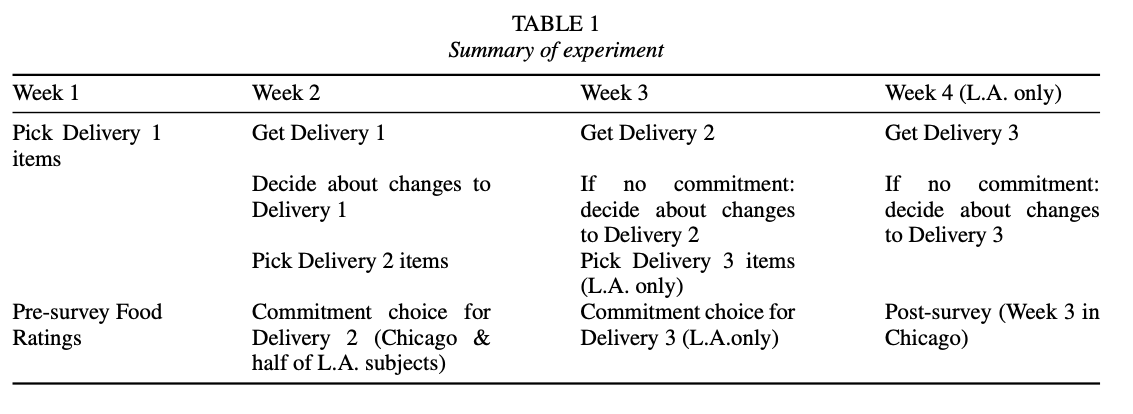 TABLE 1
Summary of experiment
Week 1 Week 2 Week 3 Week 4 (L.A. only)
Pick Delivery 1 items
Get Delivery 1
Get Delivery 2
Get Delivery 3
Decide about changes to
Delivery 1
If no commitment:
decide about changes
to Delivery 2
If no commitment:
decide about changes
to Delivery 3
Pick Delivery 2 items
Pick Delivery 3 items
(L.A. only)
Pre-survey Food
Ratings
Commitment choice for
Delivery 2 (Chicago &
half of L.A. subjects)
Commitment choice for
Delivery 3 (L.A.only)
Post-survey (Week 3 in
Chicago)